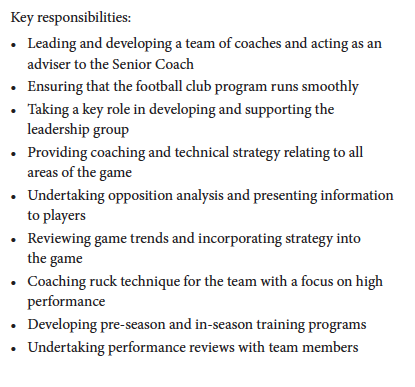 Key responsibilities:
• Leading and developing a team of coaches and acting as an
adviser to the Senior Coach
• Ensuring that the football club program runs smoothly
• Taking a key role in developing and supporting the
leadership group
• Providing coaching and technical strategy relating to all
areas of the game
• Undertaking opposition analysis and presenting information
to players
• Reviewing game trends and incorporating strategy into
the game
• Coaching ruck technique for the team with a focus on high
performance
• Developing pre-season and in-season training programs
• Undertaking performance reviews with team members